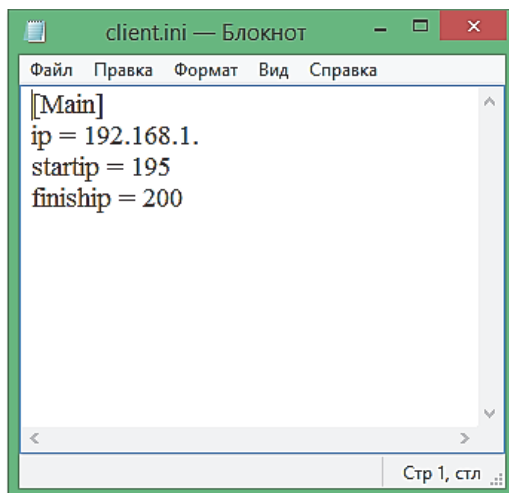 client.ini — Блокнот
Файл Правка Формат Вид Справка
[Main]
ip = 192.168.1.
startip = 195
finiship = 200
Стр 1, стл